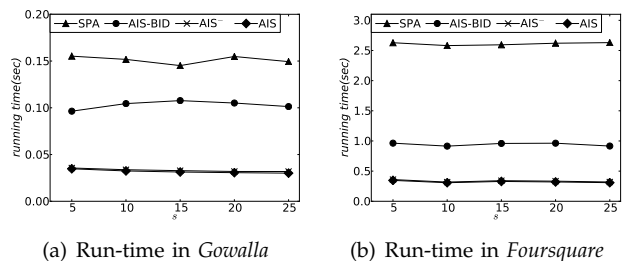 SPA AIS-BID AIS⁻ AIS
0.20
0.15
0.10
0.05
0.00
running time(sec)
5 10 15 20 25
s
(a) Run-time in Gowalla
SPA AIS-BID AIS⁻ AIS
3.0
2.5
2.0
1.5
1.0
0.5
0.0
running time(sec)
5 10 15 20 25
s
(b) Run-time in Foursquare